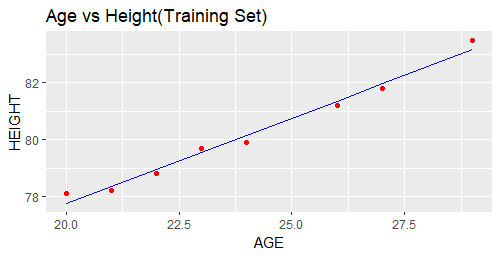 Age vs Height(Training Set)
82
80
78
HEIGHT
20.0 22.5 25.0 27.5
AGE